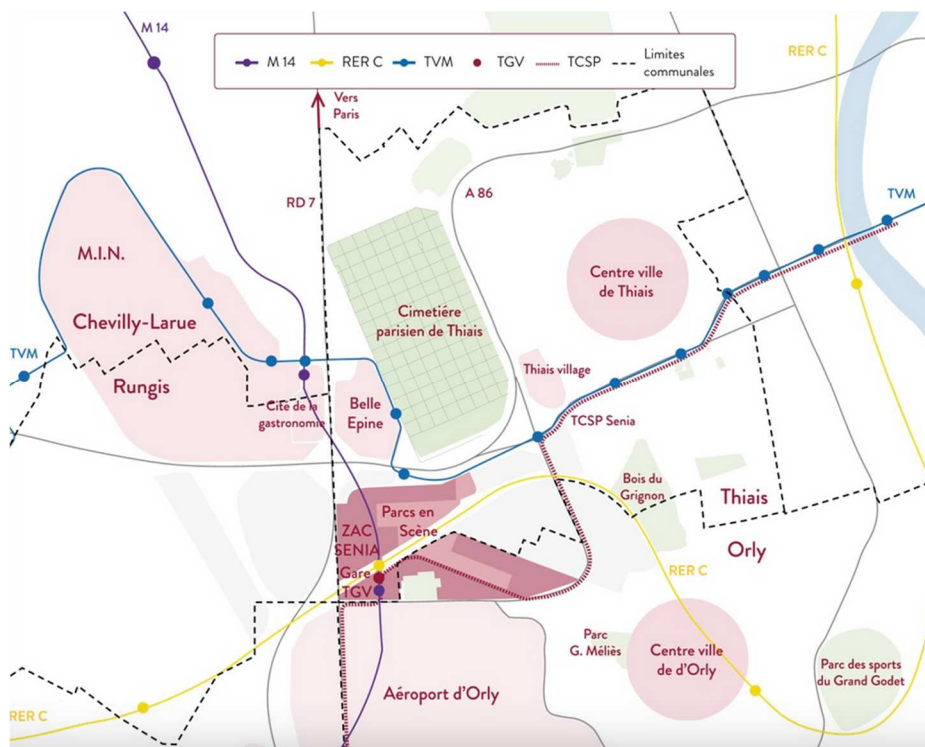 M 14
M 14
RER C
TVM
TGV
TCSP
Limites
communales
RER C
Vers
Paris
RD 7
A 86
TVM
M.I.N.
Centre ville
de Thiais
Chevilly-Larue
Cimetiére
parisien de Thiais
TVM
Rungis
Thiais village
Cité de la
gastronomie
Belle
Epine
TCSP Senia
Bois du
Grignon
Thiais
Parcs en
Scène
ZAC
SENIA
Orly
Gare
TGV
RER C
Parc
G. Méliès
Centre ville
de d'Orly
Parc des sports
du Grand Godet
Aéroport d'Orly
RER C